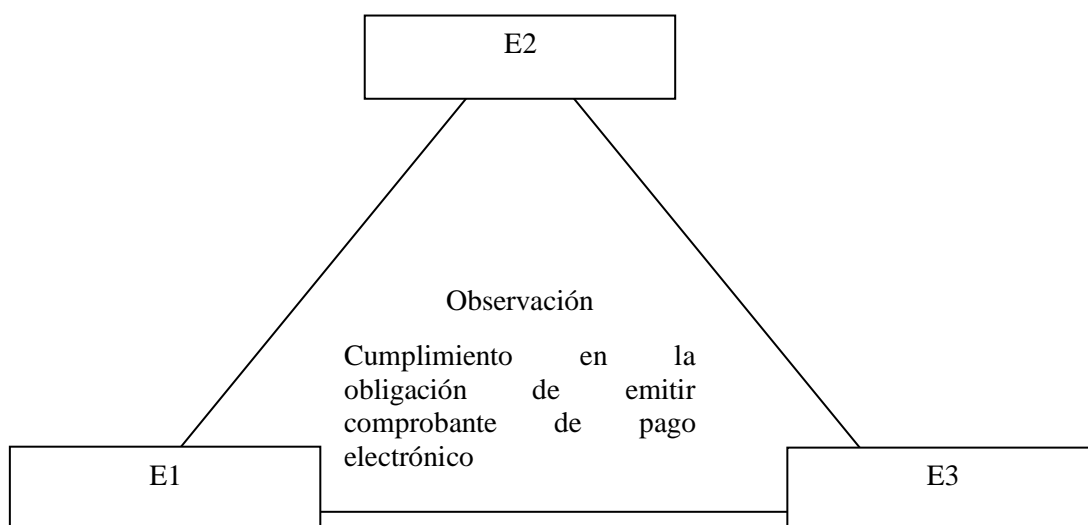 E2
Observación
Cumplimiento en la
obligación de emitir
comprobante de pago
electrónico
E1
E3